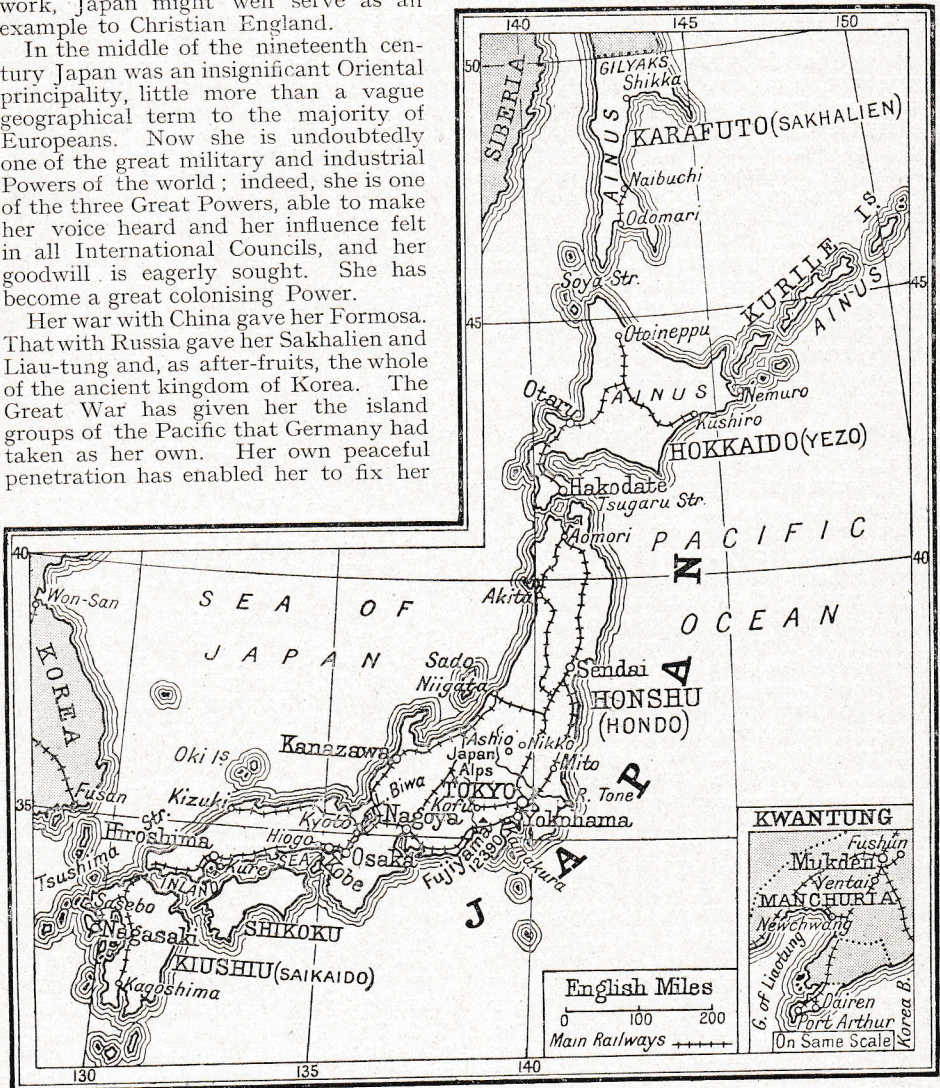 work, Japan might well serve as an
example to Christian England.
In the middle of the nineteenth cen-
tury Japan was an insignificant Oriental
principality, little more than a vague
geographical term to the majority of
Europeans. Now she is undoubtedly
one of the great military and industrial
Powers of the world ; indeed, she is one
of the three Great Powers, able to make
her voice heard and her influence felt
in all International Councils, and her
goodwill is eagerly sought. She has
become a great colonising Power.
Her war with China gave her Formosa.
That with Russia gave her Sakhalien and
Liau-tung and, as after-fruits, the whole
of the ancient kingdom of Korea. The
Great War has given her the island
groups of the Pacific that Germany had
taken as her own. Her own peaceful
penetration has enabled her to fix her
140
145
150
50
SIBERIA
GILYAKS
Shikka
AINUS
KARAFUTO (SAKHALIEN)
Naibuchi
Odomari
KURILE IS.
AINUS
Soya Str.
45
45
Otoineppu
AINUS
Otaru
Nemuro
Kushiro
HOKKAIDO (YEZO)
Hakodate
Tsugaru Str.
Aomori
PACIFIC
OCEAN
40
40
Won-San
SEA OF
JAPAN
Akita
KOREA
Sado
Niigata
Sendai
HONSHU
(HONDO)
JAPAN
Oki Is
Kanazawa
Ashio
Nikko
Japan
Alps
Mito
Biwa
TOKYO
Kofu
R. Tone
35
Fusan
Str.
Kizuki
Kyoto
Nagoya
Yokohama
Hiroshima
Hiogo
Kure
SEA
Kobe
Osaka
Fujiyama
12390
Tsushima
INLAND
Sasebo
Nagasaki
SHIKOKU
KIUSHIU (SAIKAIDO)
Kagoshima
130
135
140
English Miles
0 100 200
Main Railways
KWANTUNG
Fushun
Mukden
Yentai
MANCHURIA
Newchwang
G. of Liaotung
Dairen
Port Arthur
Korea B.
On Same Scale